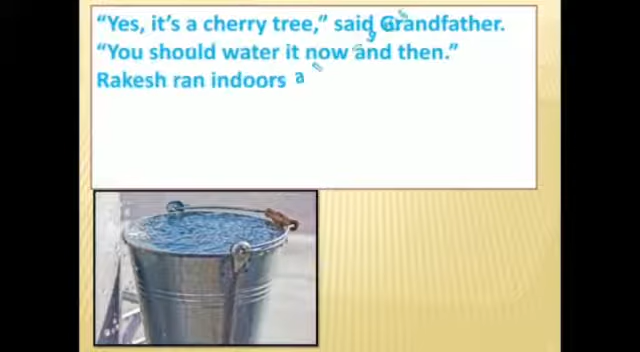 “Yes, it’s a cherry tree,” said Grandfather.
“You should water it now and then.”
Rakesh ran indoors a